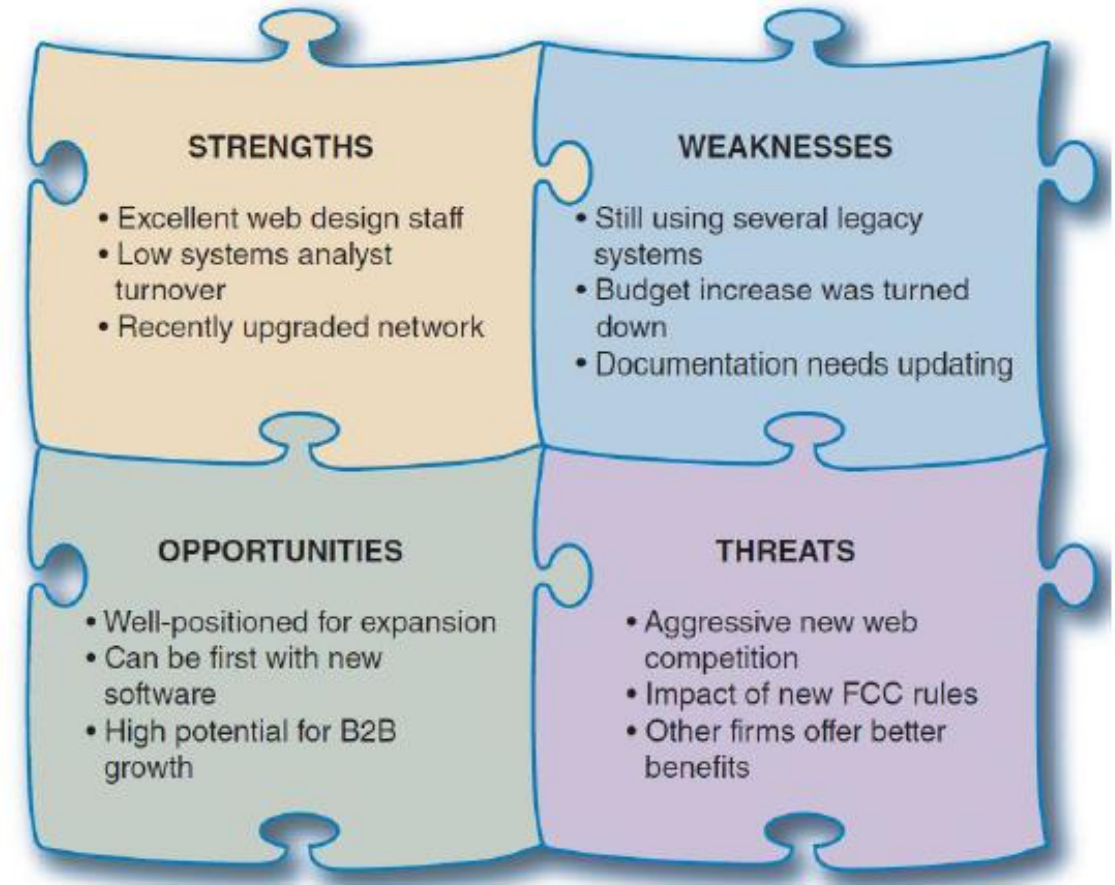 STRENGTHS
• Excellent web design staff
• Low systems analyst
turnover
• Recently upgraded network
WEAKNESSES
• Still using several legacy
systems
• Budget increase was turned
down
• Documentation needs updating
OPPORTUNITIES
• Well-positioned for expansion
• Can be first with new
software
• High potential for B2B
growth
THREATS
• Aggressive new web
competition
• Impact of new FCC rules
• Other firms offer better
benefits